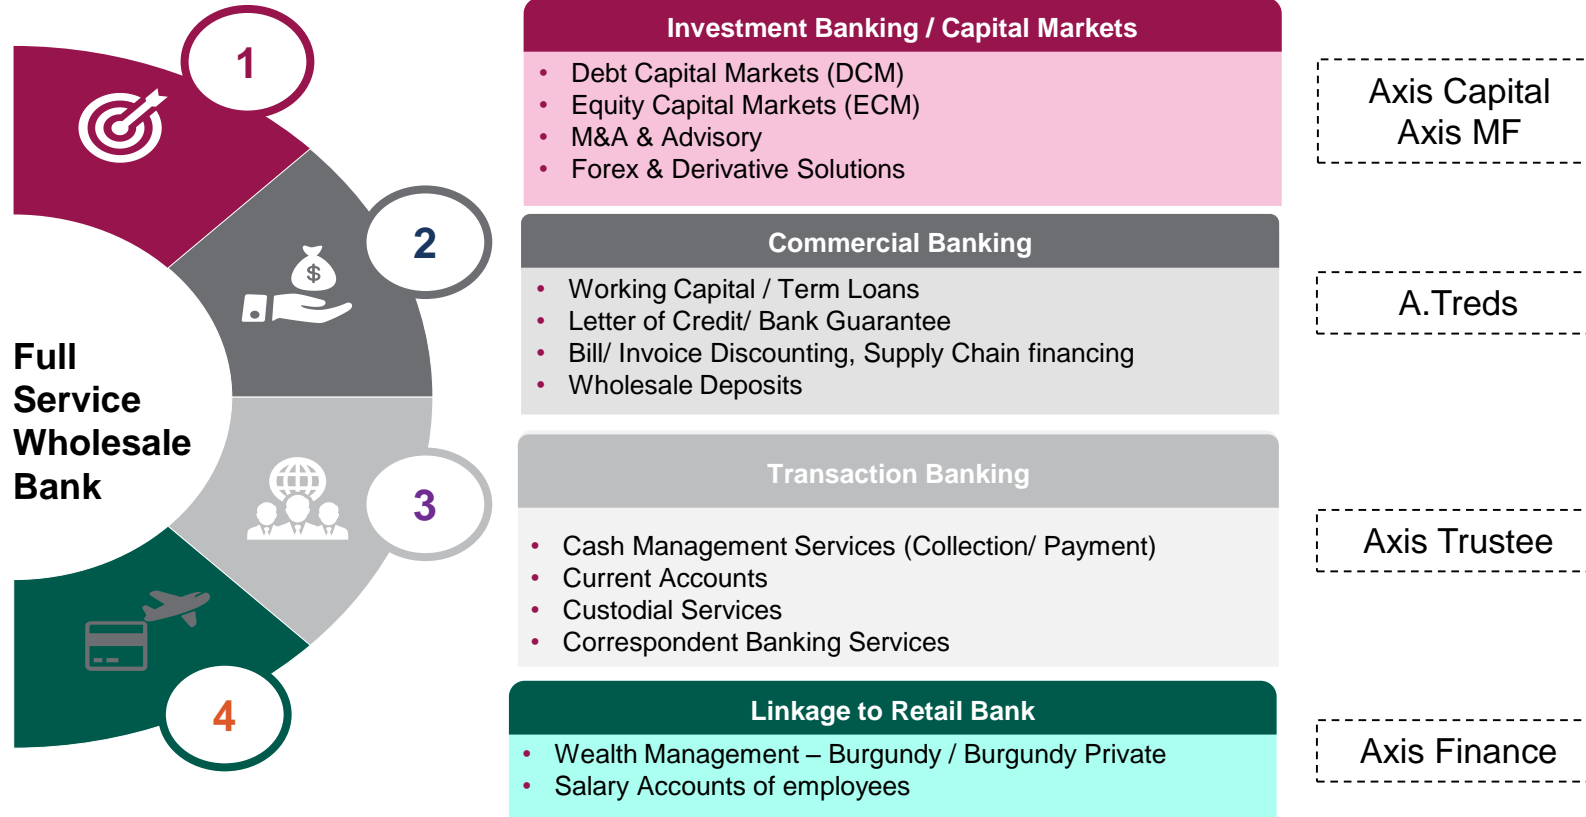 Full
Service
Wholesale
Bank
1
Investment Banking / Capital Markets
• Debt Capital Markets (DCM)
• Equity Capital Markets (ECM)
• M&A & Advisory
• Forex & Derivative Solutions
Axis Capital
Axis MF
2
$
Commercial Banking
• Working Capital / Term Loans
• Letter of Credit/ Bank Guarantee
• Bill/ Invoice Discounting, Supply Chain financing
• Wholesale Deposits
A.Treds
3
Transaction Banking
• Cash Management Services (Collection/ Payment)
• Current Accounts
• Custodial Services
• Correspondent Banking Services
Axis Trustee
4
Linkage to Retail Bank
• Wealth Management – Burgundy / Burgundy Private
• Salary Accounts of employees
Axis Finance